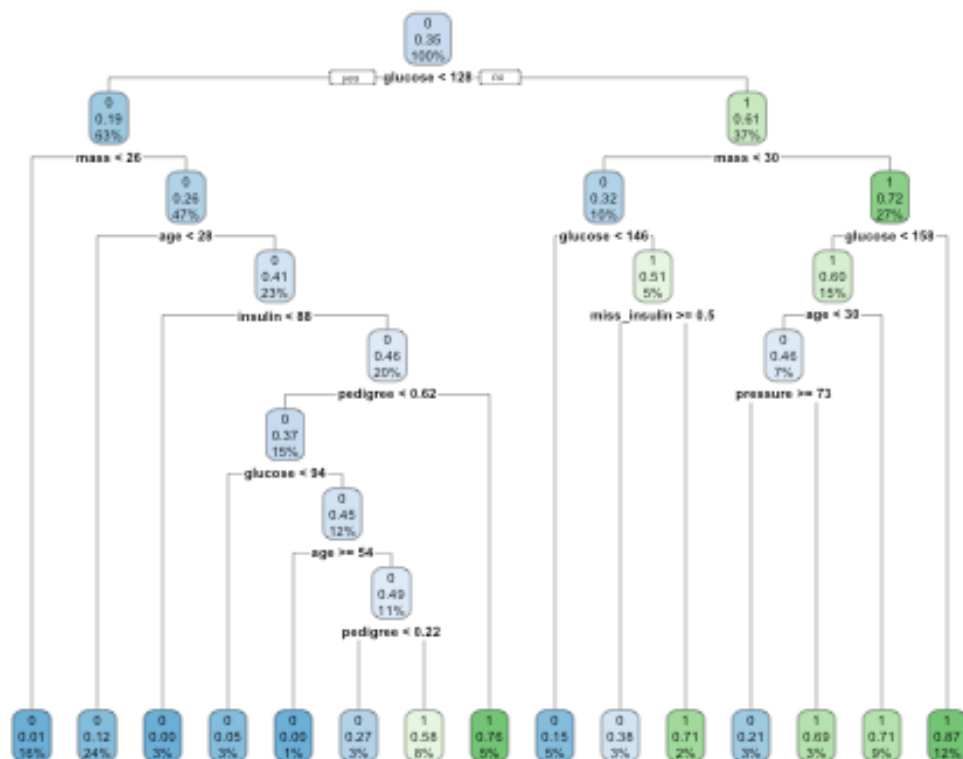 0
0.35
100%
yes glucose < 128 no
0
0.19
63%
1
0.61
37%
mass < 26
mass < 30
0
0.26
47%
0
0.32
10%
1
0.72
27%
age < 28
glucose < 146
glucose < 158
0
0.41
23%
1
0.51
5%
1
0.60
15%
insulin < 88
miss_insulin >= 0.5
age < 30
0
0.46
20%
0
0.46
7%
pedigree < 0.62
pressure >= 73
0
0.37
15%
glucose < 94
0
0.45
12%
age >= 54
0
0.49
11%
pedigree < 0.22
0 0 0 0 0 0 1 1 0 0 1 0 1 1 1
0.01 0.12 0.00 0.05 0.00 0.27 0.58 0.76 0.15 0.38 0.71 0.21 0.69 0.71 0.87
16% 24% 3% 3% 1% 3% 8% 5% 5% 3% 2% 3% 3% 9% 12%